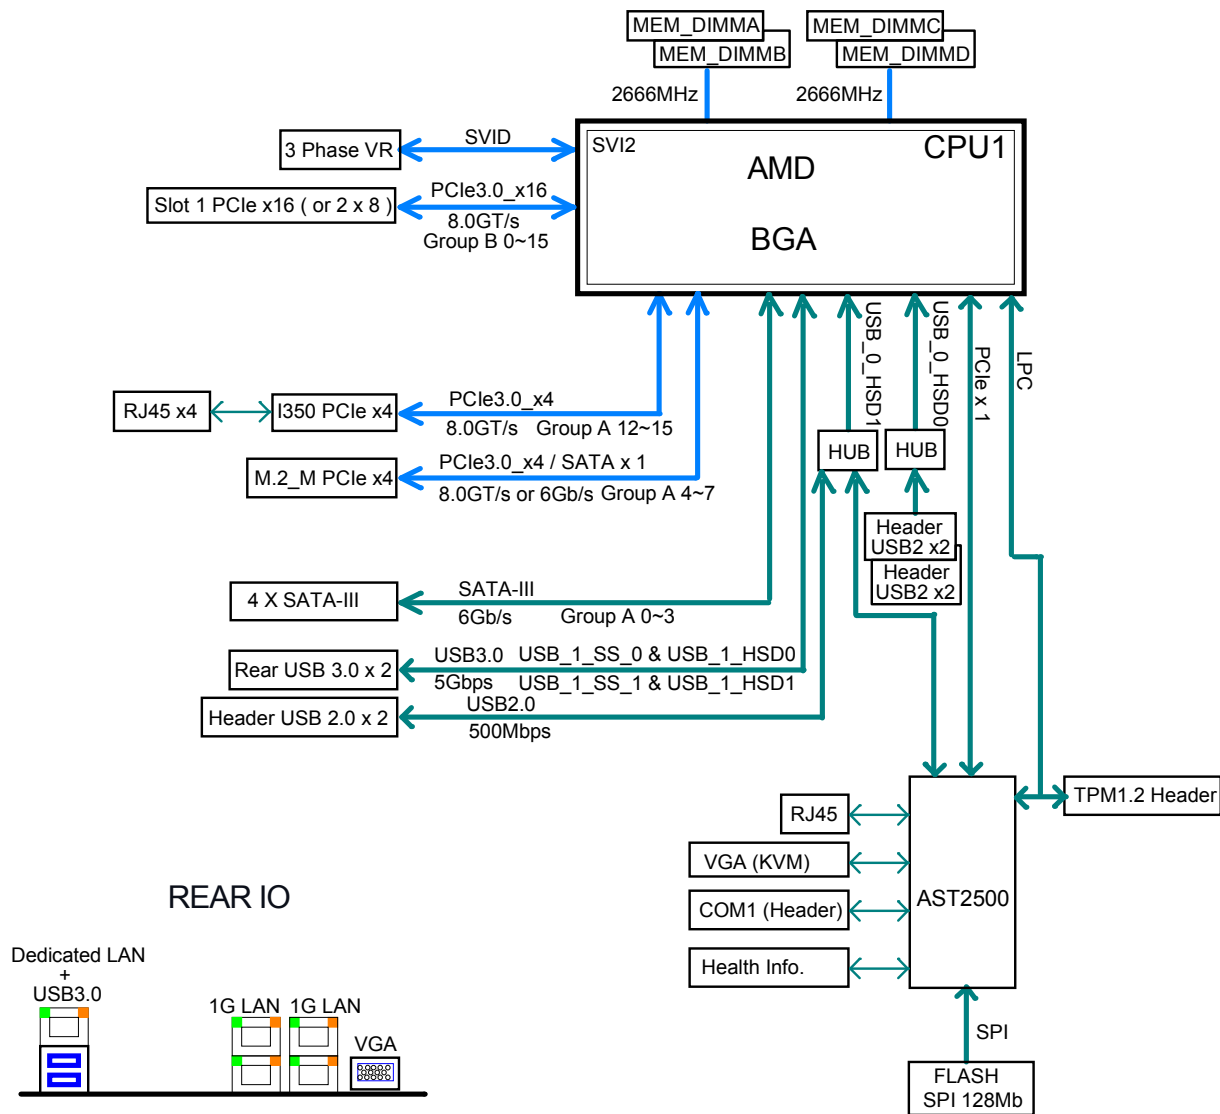 MEM_DIMMA
MEM_DIMMB
MEM_DIMMC
MEM_DIMMD
2666MHz
2666MHz
3 Phase VR
SVID
SVI2
CPU1
AMD
BGA
Slot 1 PCIe x16 ( or 2 x 8 )
PCIe3.0_x16
8.0GT/s
Group B 0~15
USB_0_HSD1
USB_0_HSD0
PCIe x 1
LPC
RJ45 x4
I350 PCIe x4
PCIe3.0_x4
8.0GT/s Group A 12~15
M.2_M PCIe x4
PCIe3.0_x4 / SATA x 1
8.0GT/s or 6Gb/s Group A 4~7
HUB
HUB
Header
USB2 x2
Header
USB2 x2
4 X SATA-III
SATA-III
6Gb/s Group A 0~3
Rear USB 3.0 x 2
USB3.0 USB_1_SS_0 & USB_1_HSD0
5Gbps USB_1_SS_1 & USB_1_HSD1
Header USB 2.0 x 2
USB2.0
500Mbps
TPM1.2 Header
RJ45
VGA (KVM)
COM1 (Header)
Health Info.
AST2500
SPI
FLASH
SPI 128Mb
REAR IO
Dedicated LAN
+
USB3.0
1G LAN
1G LAN
VGA